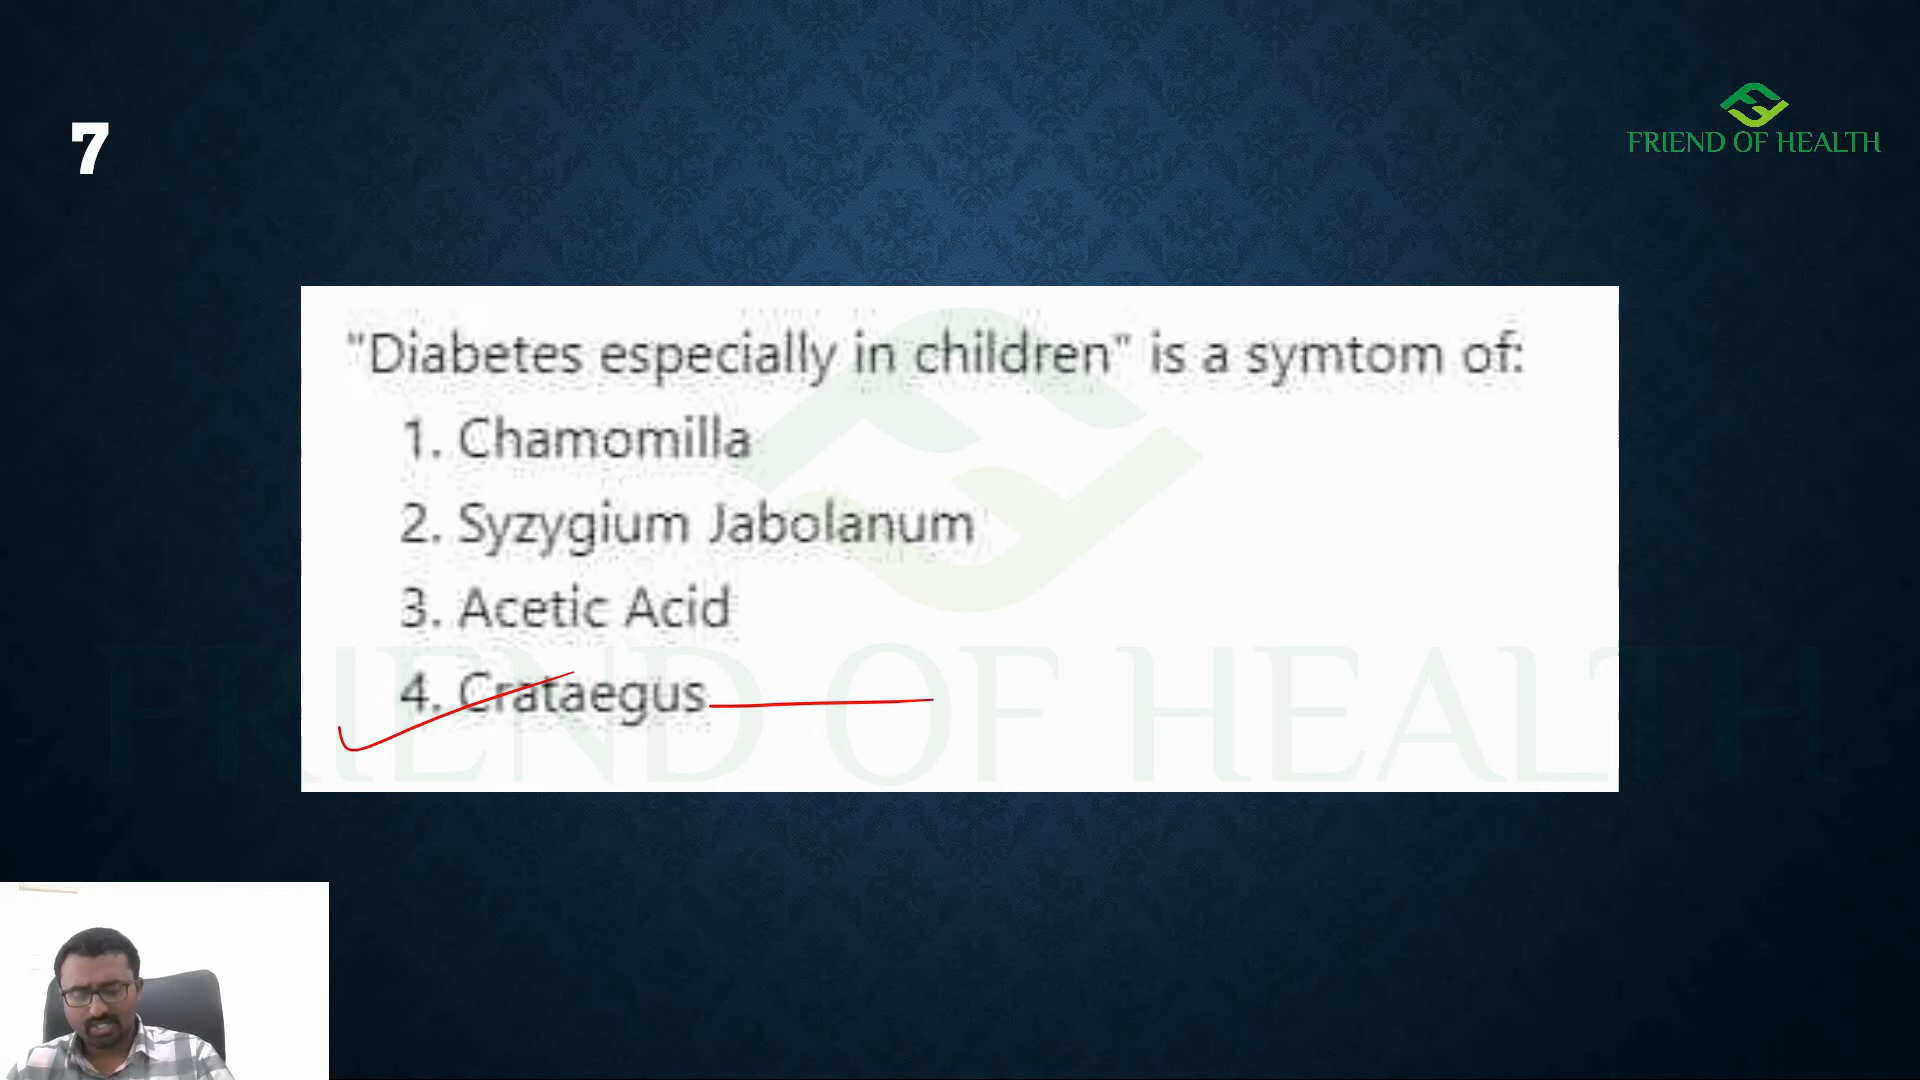 7
FRIEND OF HEALTH
"Diabetes especially in children" is a symtom of:
1. Chamomilla
2. Syzygium Jabolanum
3. Acetic Acid
4. Crataegus
FRIEND OF HEALTH